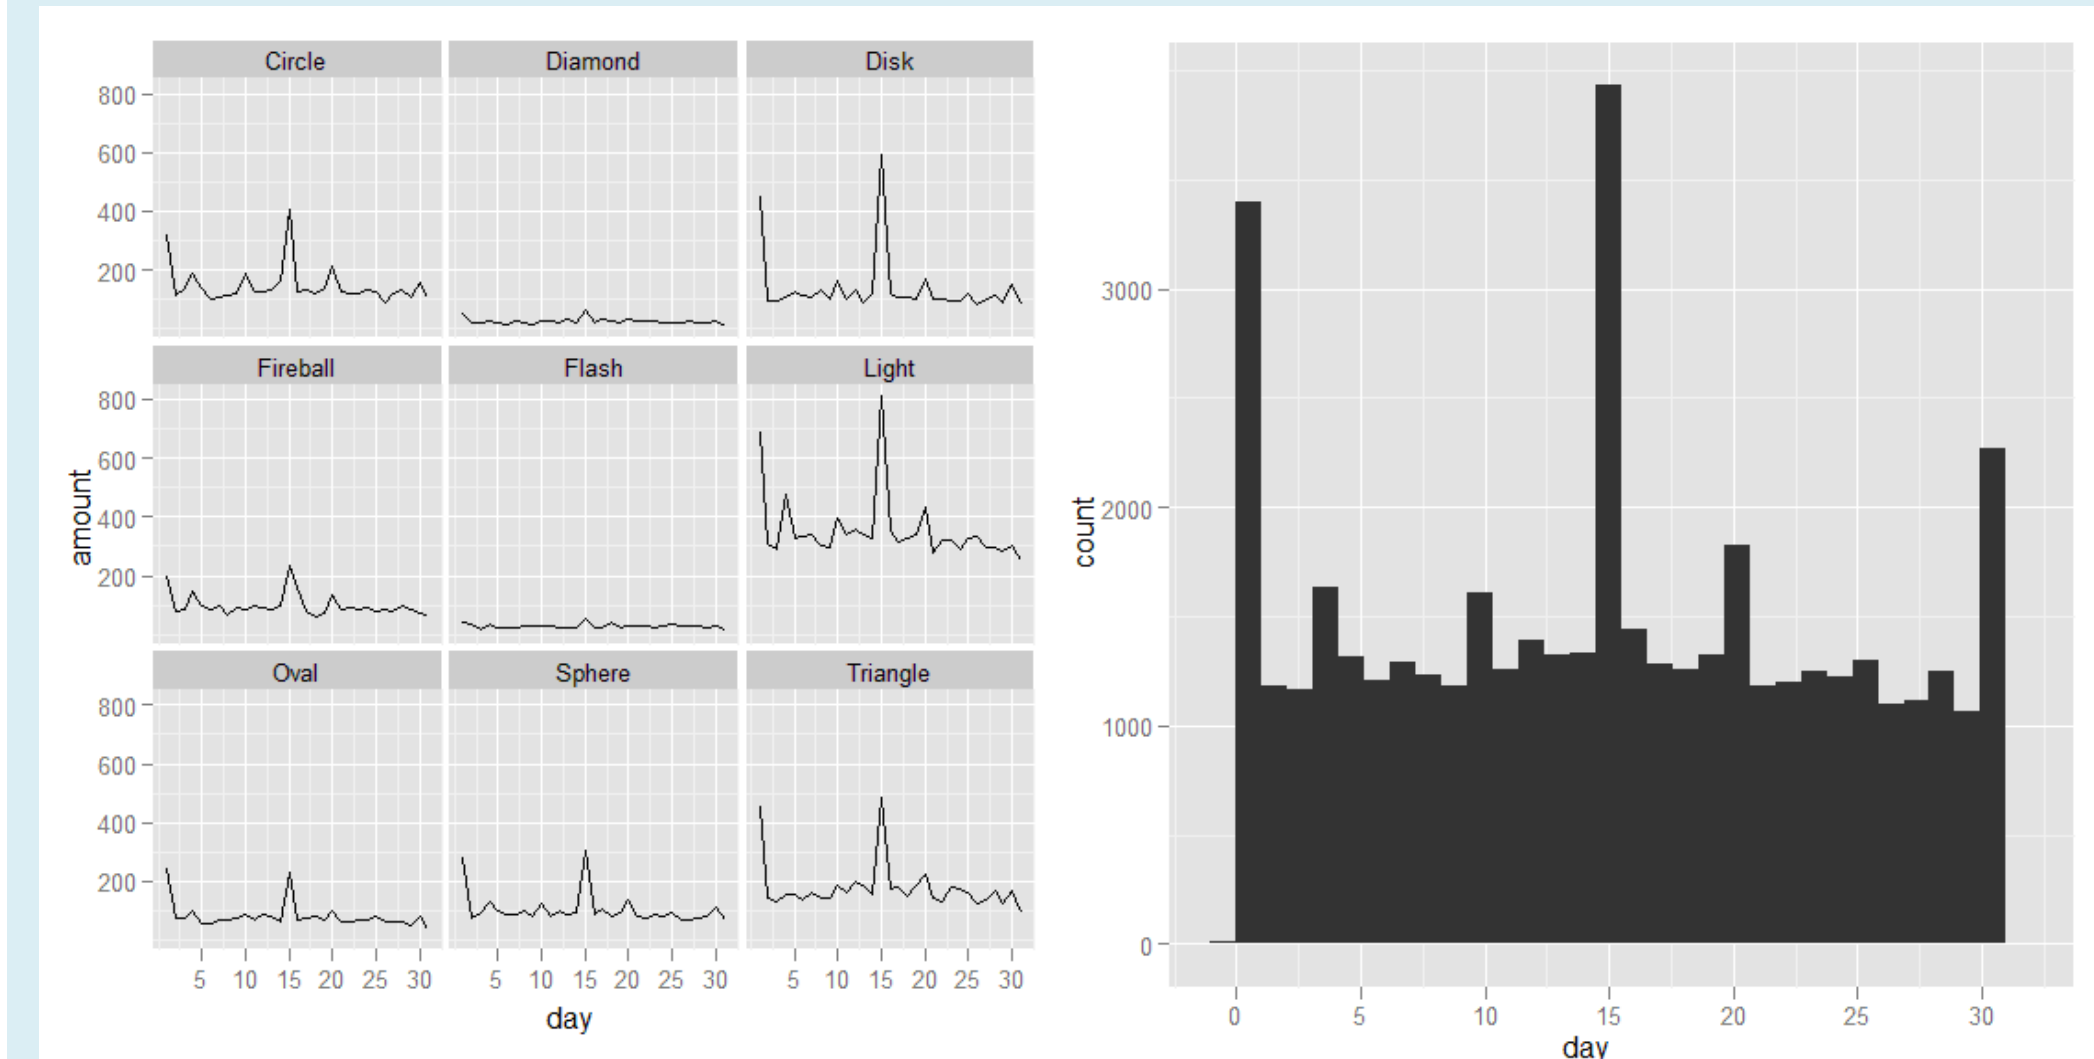 Circle Diamond Disk
800
600
400
200
Fireball Flash Light
800
600
400
200
amount
Oval Sphere Triangle
800
600
400
200
5 10 15 20 25 30 5 10 15 20 25 30 5 10 15 20 25 30
day
3000
2000
1000
0
count
0 5 10 15 20 25 30
day